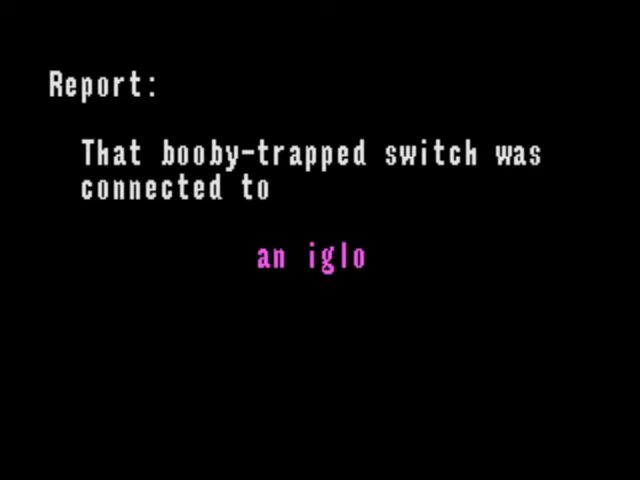 Report:
That booby-trapped switch was
connected to
an iglo